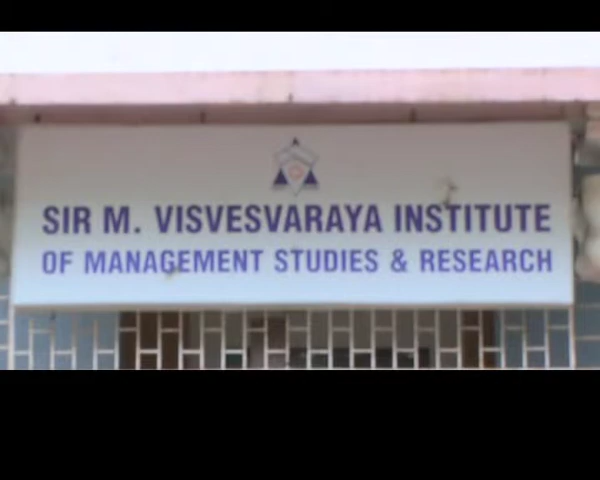 SIR M. VISVESVARAYA INSTITUTE
OF MANAGEMENT STUDIES & RESEARCH